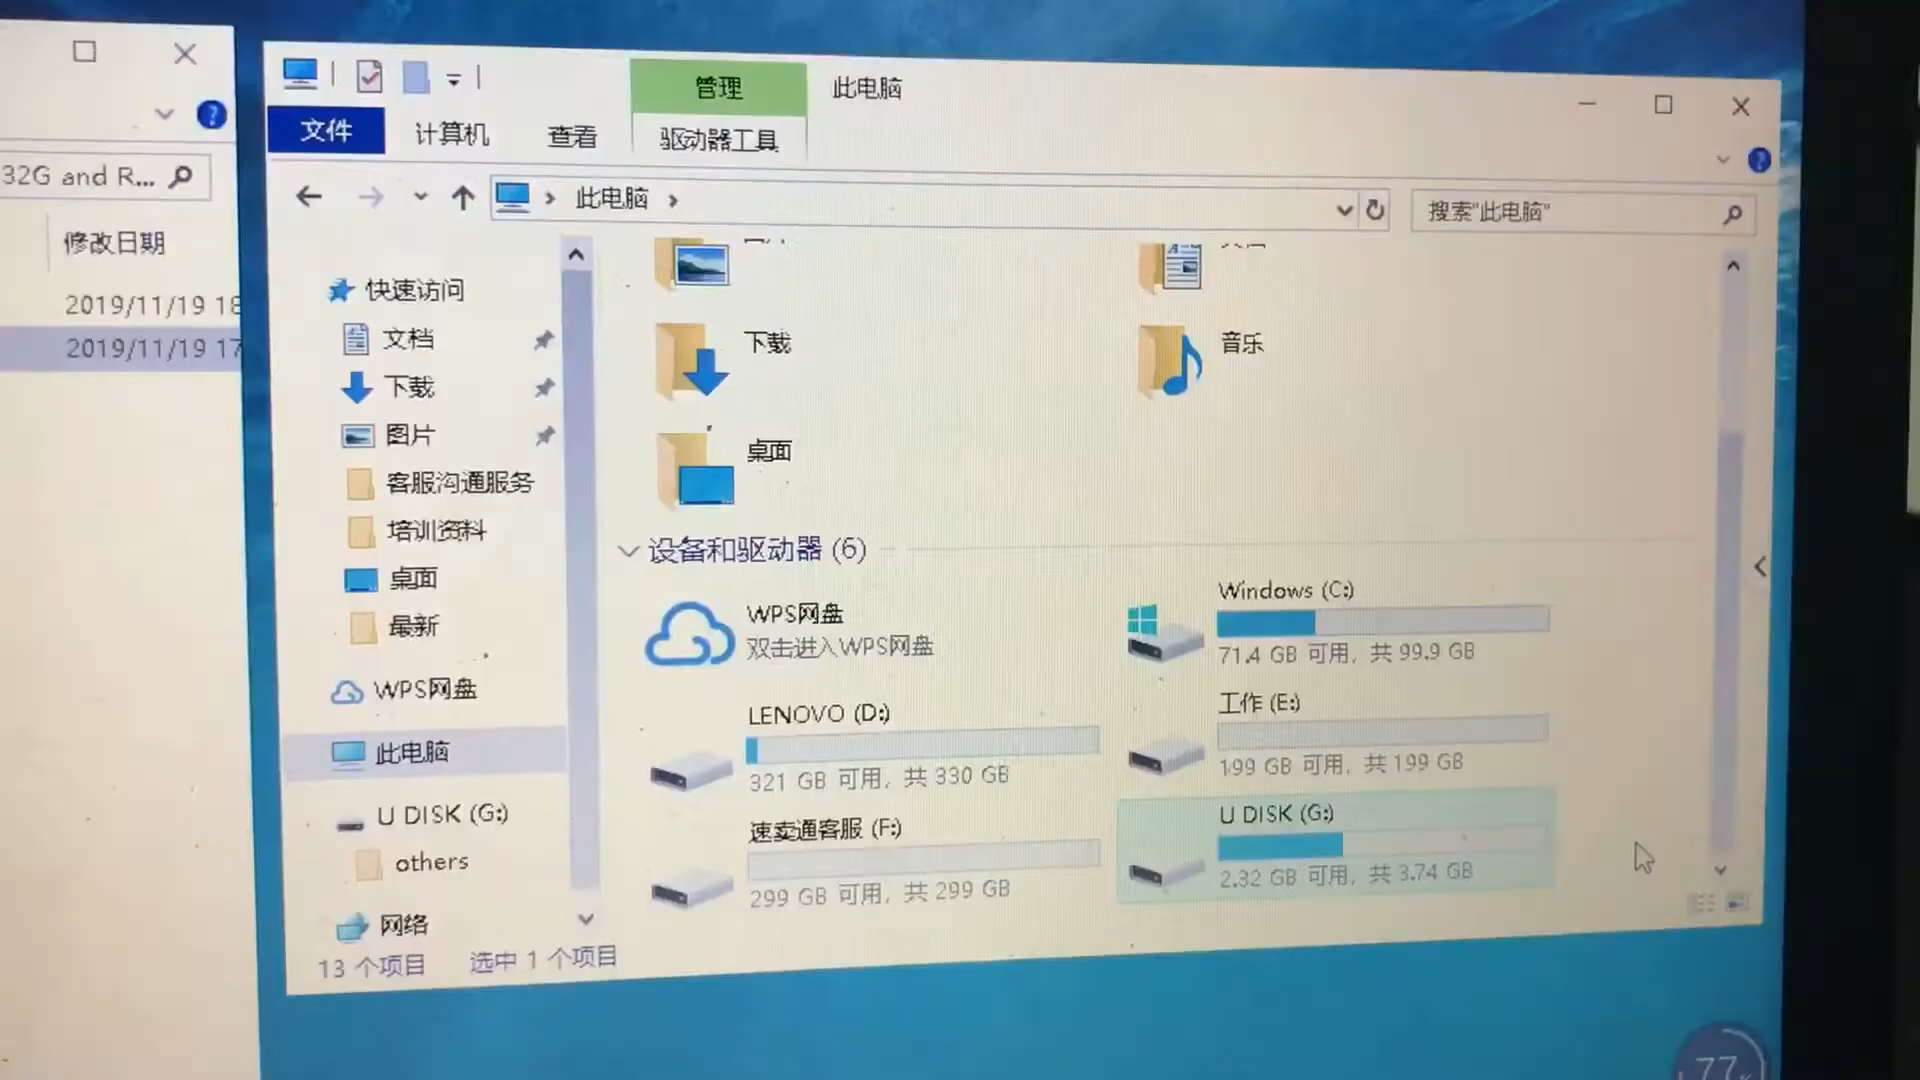 32G and R...
修改日期
2019/11/19 18
2019/11/19 17
管理
此电脑
文件
计算机
查看
驱动器工具
此电脑
搜索"此电脑"
快速访问
文档
下载
图片
客服沟通服务
培训资料
桌面
最新
WPS网盘
此电脑
U DISK (G:)
others
网络
下载
音乐
桌面
设备和驱动器 (6)
WPS网盘
双击进入WPS网盘
Windows (C:)
71.4 GB 可用, 共 99.9 GB
LENOVO (D:)
321 GB 可用, 共 330 GB
工作 (E:)
199 GB 可用, 共 199 GB
速卖通客服 (F:)
299 GB 可用, 共 299 GB
U DISK (G:)
2.32 GB 可用, 共 3.74 GB
13 个项目
选中 1 个项目
77